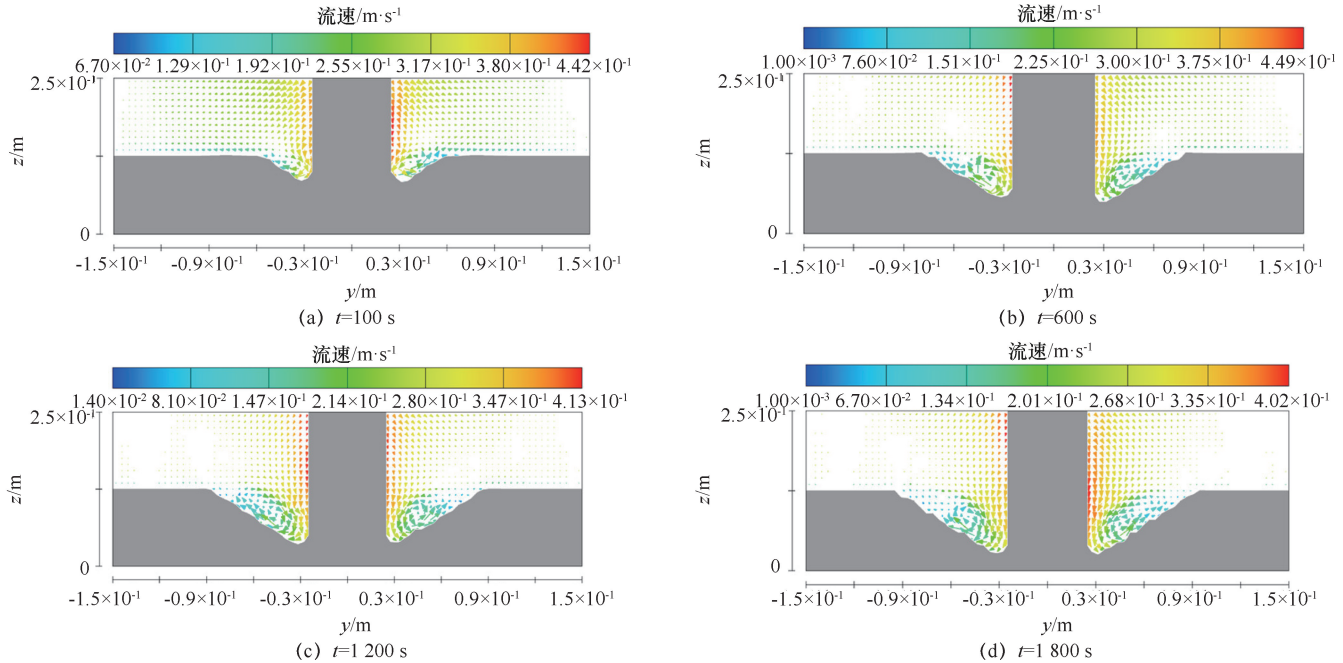 流速/m·s⁻¹
6.70×10⁻² 1.29×10⁻¹ 1.92×10⁻¹ 2.55×10⁻¹ 3.17×10⁻¹ 3.80×10⁻¹ 4.42×10⁻¹
2.5×10⁻¹
z/m
0
-1.5×10⁻¹ -0.9×10⁻¹ -0.3×10⁻¹ 0.3×10⁻¹ 0.9×10⁻¹ 1.5×10⁻¹
y/m
(a) t=100 s
流速/m·s⁻¹
1.00×10⁻³ 7.60×10⁻² 1.51×10⁻¹ 2.25×10⁻¹ 3.00×10⁻¹ 3.75×10⁻¹ 4.49×10⁻¹
2.5×10⁻¹
z/m
0
-1.5×10⁻¹ -0.9×10⁻¹ -0.3×10⁻¹ 0.3×10⁻¹ 0.9×10⁻¹ 1.5×10⁻¹
y/m
(b) t=600 s
流速/m·s⁻¹
1.40×10⁻² 8.10×10⁻² 1.47×10⁻¹ 2.14×10⁻¹ 2.80×10⁻¹ 3.47×10⁻¹ 4.13×10⁻¹
2.5×10⁻¹
z/m
0
-1.5×10⁻¹ -0.9×10⁻¹ -0.3×10⁻¹ 0.3×10⁻¹ 0.9×10⁻¹ 1.5×10⁻¹
y/m
(c) t=1 200 s
流速/m·s⁻¹
1.00×10⁻³ 6.70×10⁻² 1.34×10⁻¹ 2.01×10⁻¹ 2.68×10⁻¹ 3.35×10⁻¹ 4.02×10⁻¹
2.5×10⁻¹
z/m
0
-1.5×10⁻¹ -0.9×10⁻¹ -0.3×10⁻¹ 0.3×10⁻¹ 0.9×10⁻¹ 1.5×10⁻¹
y/m
(d) t=1 800 s